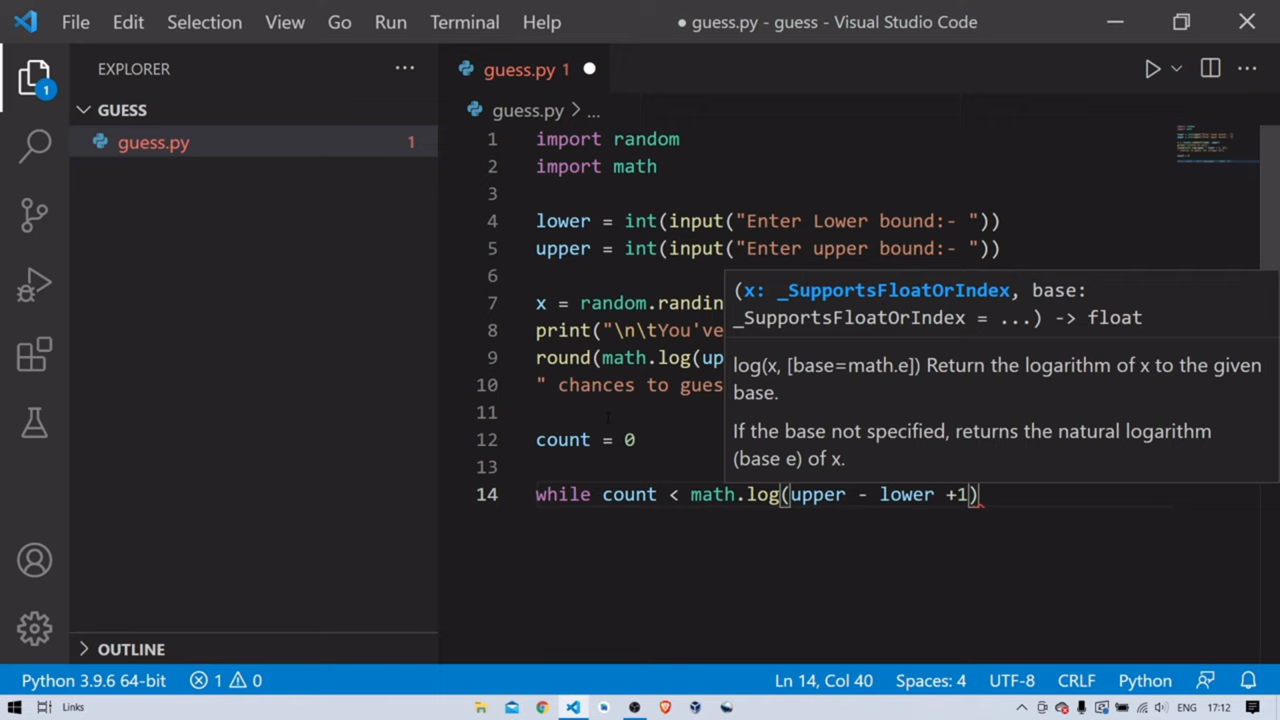 File Edit Selection View Go Run Terminal Help ● guess.py - guess - Visual Studio Code
EXPLORER ...
guess.py 1
GUESS
guess.py > ...
guess.py 1
1
1 import random
2 import math
3
4 lower = int(input("Enter Lower bound:- "))
5 upper = int(input("Enter upper bound:- "))
6
7 x = random.randin
8 print("\n\tYou've
9 round(math.log(up
10 " chances to gues
11
12 count = 0
13
14 while count < math.log(upper - lower +1)
(x: _SupportsFloatOrIndex, base:
_SupportsFloatOrIndex = ...) -> float
log(x, [base=math.e]) Return the logarithm of x to the given
base.
If the base not specified, returns the natural logarithm
(base e) of x.
OUTLINE
Python 3.9.6 64-bit 1 0 Ln 14, Col 40 Spaces: 4 UTF-8 CRLF Python
Links ENG 17:12